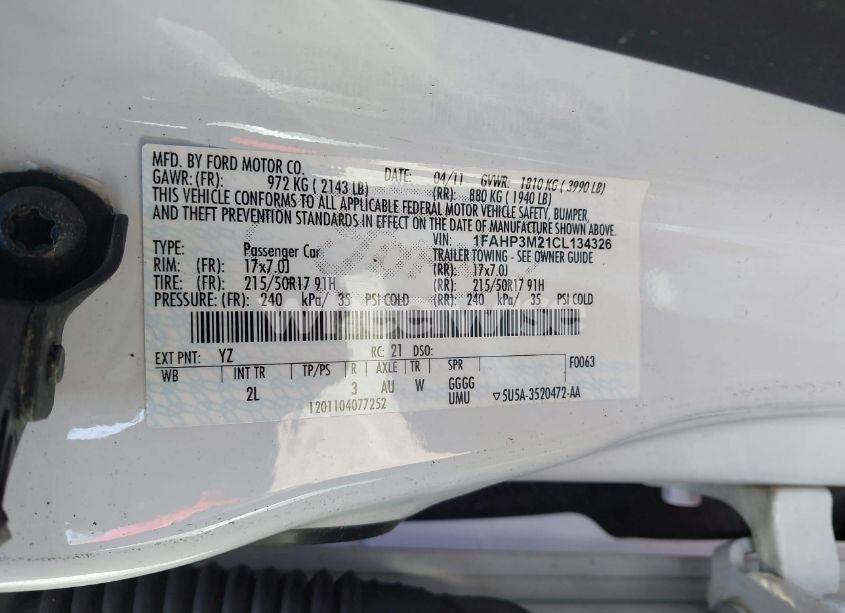 MFD. BY FORD MOTOR CO. DATE: 04/11 GVWR: 1810 KG ( 3990 LB)
GAWR: (FR): 972 KG ( 2143 LB) (RR): 880 KG ( 1940 LB)
THIS VEHICLE CONFORMS TO ALL APPLICABLE FEDERAL MOTOR VEHICLE SAFETY, BUMPER,
AND THEFT PREVENTION STANDARDS IN EFFECT ON THE DATE OF MANUFACTURE SHOWN ABOVE.
VIN: 1FAHP3M21CL134326
TYPE: Passenger Car TRAILER TOWING - SEE OWNER GUIDE
RIM: (FR): 17x7.0J (RR): 17x7.0J
TIRE: (FR): 215/50R17 91H (RR): 215/50R17 91H
PRESSURE: (FR): 240 kPa/ 35 PSI COLD (RR): 240 kPa/ 35 PSI COLD
EXT PNT: YZ RC: 21 DSO: F0063
WB INT TR TP/PS R AXLE TR SPR
2L 3 AU W GGGG
UMU ▽5U5A-3520472-AA
1201104077252